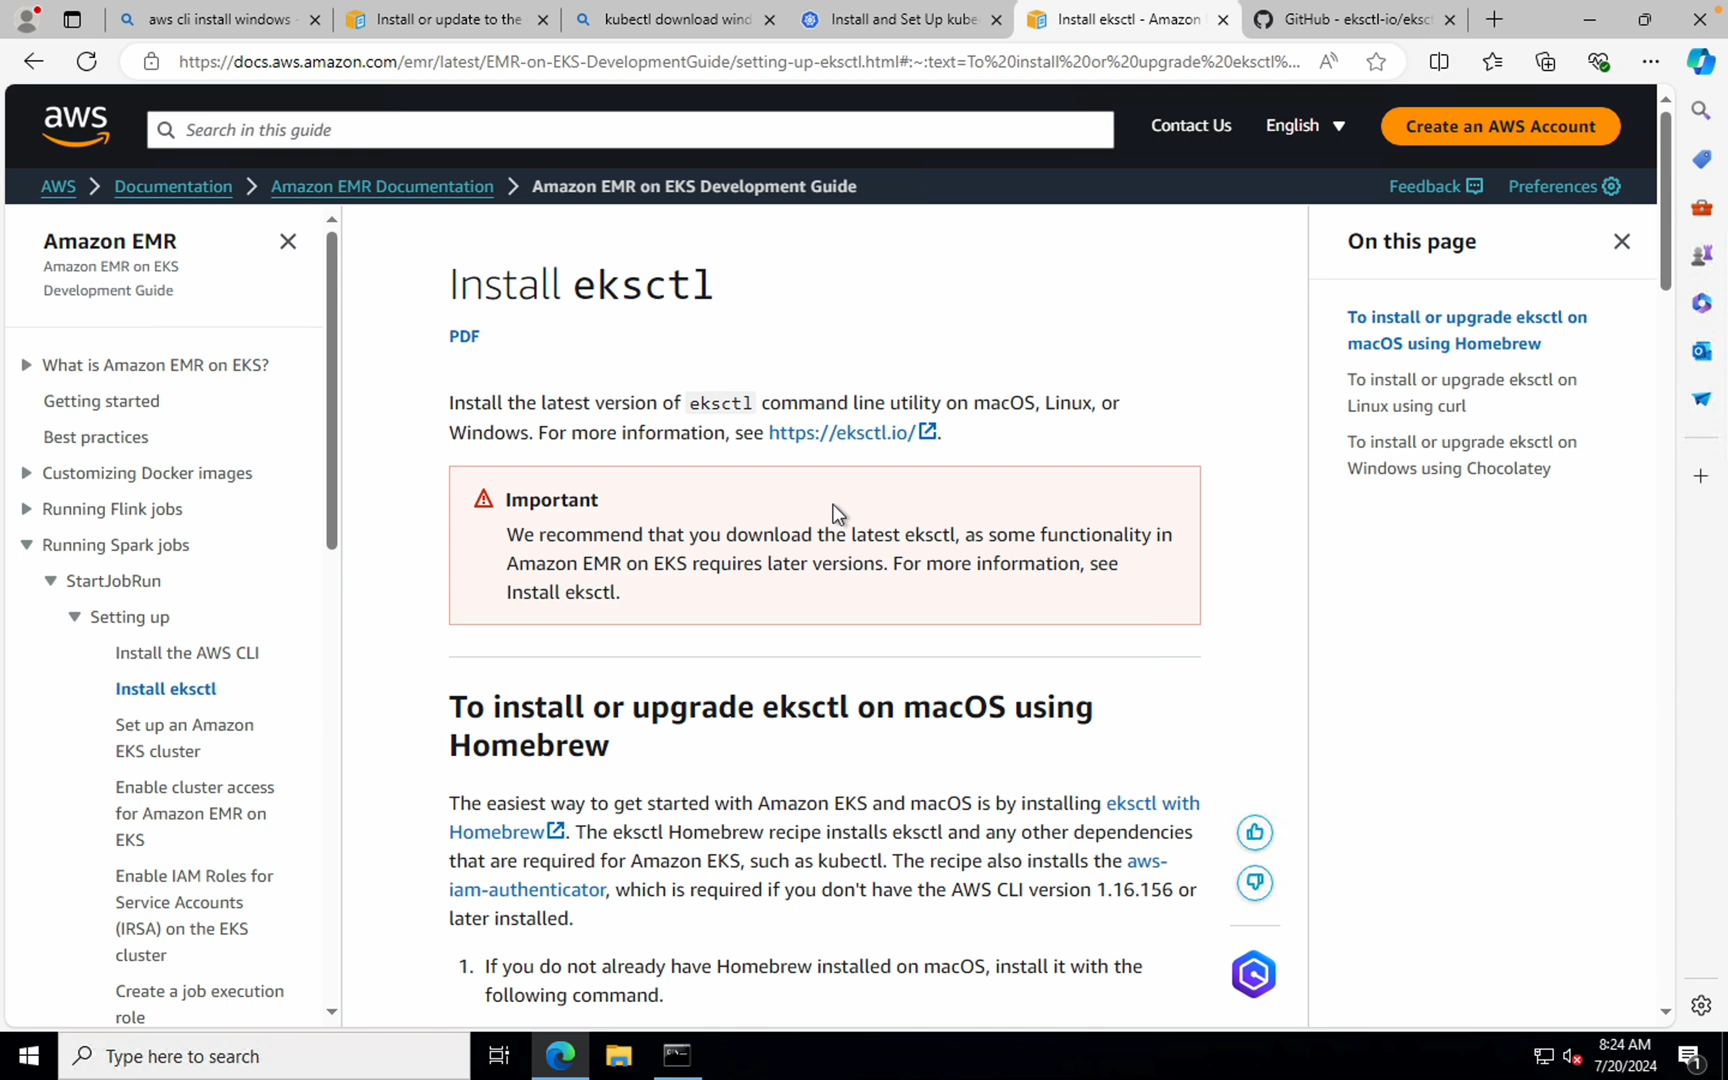 aws cli install windows
Install or update to the
kubectl download wind
Install and Set Up kube
Install eksctl - Amazon
GitHub - eksctl-io/eksct
https://docs.aws.amazon.com/emr/latest/EMR-on-EKS-DevelopmentGuide/setting-up-eksctl.html#:~:text=To%20install%20or%20upgrade%20eksctl%...
aws
Search in this guide
Contact Us
English
Create an AWS Account
AWS
Documentation
Amazon EMR Documentation
Amazon EMR on EKS Development Guide
Feedback
Preferences
Amazon EMR
Amazon EMR on EKS
Development Guide
What is Amazon EMR on EKS?
Getting started
Best practices
Customizing Docker images
Running Flink jobs
Running Spark jobs
StartJobRun
Setting up
Install the AWS CLI
Install eksctl
Set up an Amazon
EKS cluster
Enable cluster access
for Amazon EMR on
EKS
Enable IAM Roles for
Service Accounts
(IRSA) on the EKS
cluster
Create a job execution
role
Install eksctl
PDF
Install the latest version of eksctl command line utility on macOS, Linux, or
Windows. For more information, see https://eksctl.io/.
Important
We recommend that you download the latest eksctl, as some functionality in
Amazon EMR on EKS requires later versions. For more information, see
Install eksctl.
To install or upgrade eksctl on macOS using
Homebrew
The easiest way to get started with Amazon EKS and macOS is by installing eksctl with
Homebrew. The eksctl Homebrew recipe installs eksctl and any other dependencies
that are required for Amazon EKS, such as kubectl. The recipe also installs the aws-
iam-authenticator, which is required if you don't have the AWS CLI version 1.16.156 or
later installed.
1. If you do not already have Homebrew installed on macOS, install it with the
following command.
On this page
To install or upgrade eksctl on
macOS using Homebrew
To install or upgrade eksctl on
Linux using curl
To install or upgrade eksctl on
Windows using Chocolatey
Type here to search
8:24 AM
7/20/2024
1